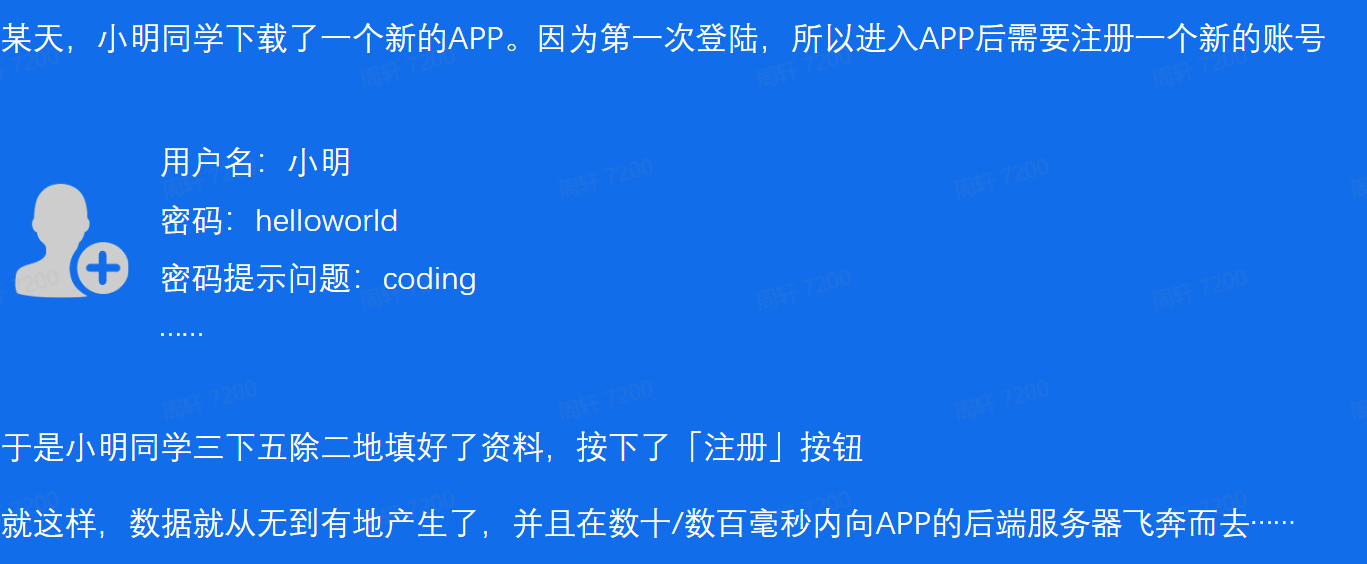 某天，小明同学下载了一个新的APP。因为第一次登陆，所以进入APP后需要注册一个新的账号
用户名：小明
密码：helloworld
密码提示问题：coding
……
于是小明同学三下五除二地填好了资料，按下了「注册」按钮
就这样，数据就从无到有地产生了，并且在数十/数百毫秒内向APP的后端服务器飞奔而去……
周轩 7200